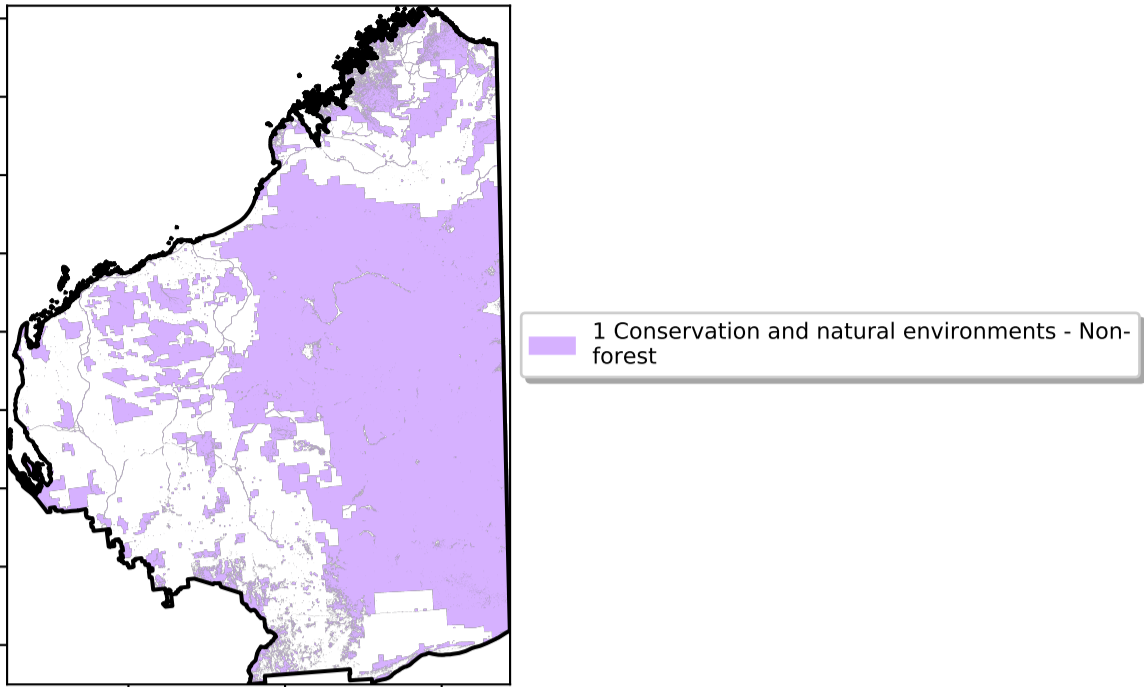 1 Conservation and natural environments - Non-
forest